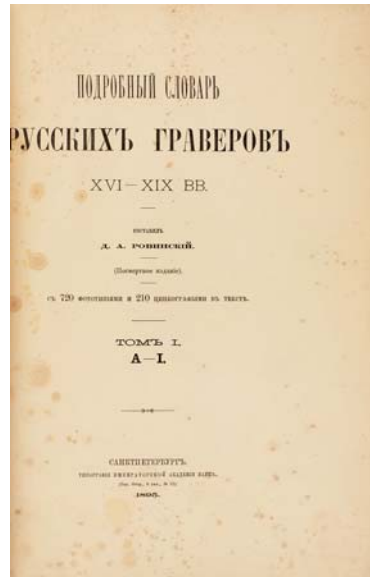 ПОДРОБНЫЙ СЛОВАРЬ
РУССКИХЪ ГРАВЕРОВЪ
XVI—XIX ВВ.
СОСТАВИЛЪ
Д. А. РОВИНСКІЙ.
(Посмертное изданіе).
СЪ 720 ФОТОТИПІЯМИ И 210 ЦИНКОГРАФІЯМИ ВЪ ТЕКСТѢ.
ТОМЪ I.
А—І.
САНКТПЕТЕРБУРГЪ.
ТИПОГРАФІЯ ИМПЕРАТОРСКОЙ АКАДЕМІИ НАУКЪ.
1895.